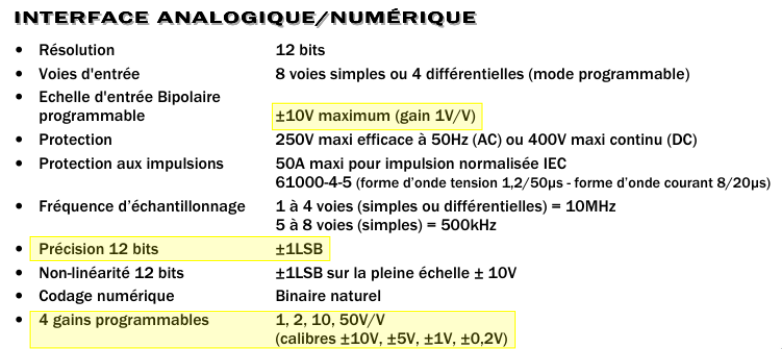 INTERFACE ANALOGIQUE/NUMÉRIQUE
• Résolution 12 bits
• Voies d'entrée 8 voies simples ou 4 différentielles (mode programmable)
• Echelle d'entrée Bipolaire
programmable ±10V maximum (gain 1V/V)
• Protection 250V maxi efficace à 50Hz (AC) ou 400V maxi continu (DC)
• Protection aux impulsions 50A maxi pour impulsion normalisée IEC
61000-4-5 (forme d'onde tension 1,2/50µs - forme d'onde courant 8/20µs)
• Fréquence d'échantillonnage 1 à 4 voies (simples ou différentielles) = 10MHz
5 à 8 voies (simples) = 500kHz
• Précision 12 bits ±1LSB
• Non-linéarité 12 bits ±1LSB sur la pleine échelle ± 10V
• Codage numérique Binaire naturel
• 4 gains programmables 1, 2, 10, 50V/V
(calibres ±10V, ±5V, ±1V, ±0,2V)